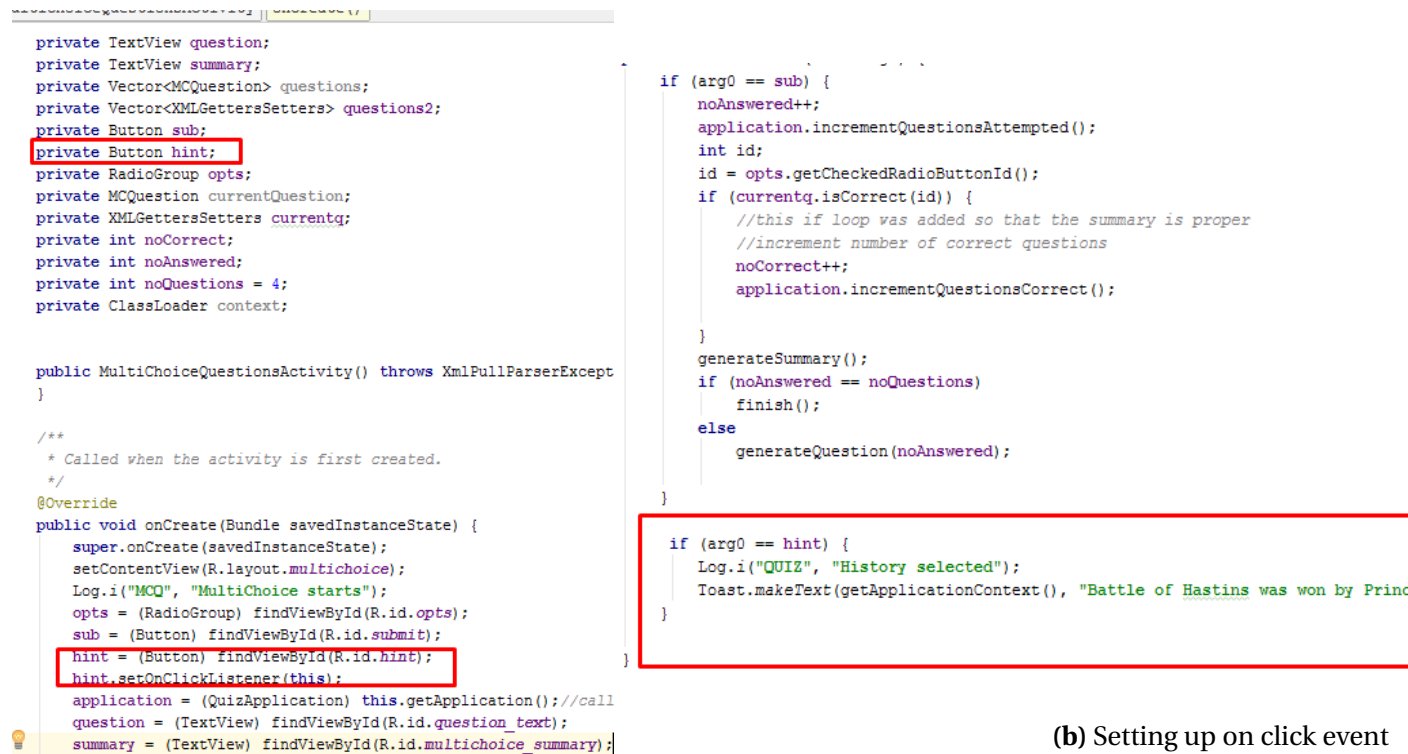 private TextView question;
private TextView summary;
private Vector<MCQuestion> questions;
private Vector<XMLGettersSetters> questions2;
private Button sub;
private Button hint;
private RadioGroup opts;
private MCQuestion currentQuestion;
private XMLGettersSetters currentq;
private int noCorrect;
private int noAnswered;
private int noQuestions = 4;
private ClassLoader context;
public MultiChoiceQuestionsActivity() throws XmlPullParserExcept
}
/**
* Called when the activity is first created.
*/
@Override
public void onCreate(Bundle savedInstanceState) {
super.onCreate(savedInstanceState);
setContentView(R.layout.multichoice);
Log.i("MCQ", "MultiChoice starts");
opts = (RadioGroup) findViewById(R.id.opts);
sub = (Button) findViewById(R.id.submit);
hint = (Button) findViewById(R.id.hint);
hint.setOnClickListener(this);
application = (QuizApplication) this.getApplication();//call
question = (TextView) findViewById(R.id.question_text);
summary = (TextView) findViewById(R.id.multichoice_summary);
if (arg0 == sub) {
noAnswered++;
application.incrementQuestionsAttempted();
int id;
id = opts.getCheckedRadioButtonId();
if (currentq.isCorrect(id)) {
//this if loop was added so that the summary is proper
//increment number of correct questions
noCorrect++;
application.incrementQuestionsCorrect();
}
generateSummary();
if (noAnswered == noQuestions)
finish();
else
generateQuestion(noAnswered);
}
if (arg0 == hint) {
Log.i("QUIZ", "History selected");
Toast.makeText(getApplicationContext(), "Battle of Hastins was won by Princ
}
}
(b) Setting up on click event